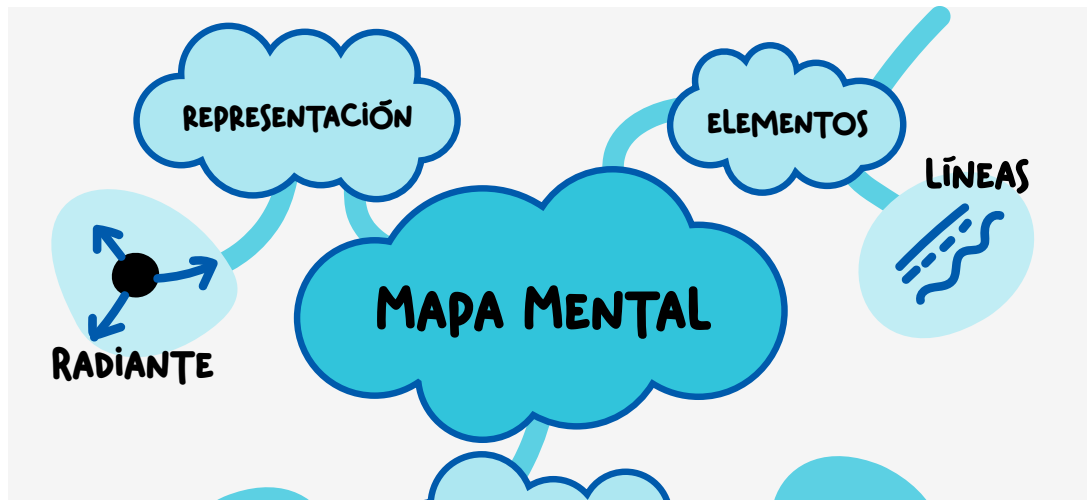 REPRESENTACIÓN
ELEMENTOS
LÍNEAS
MAPA MENTAL
RADIANTE